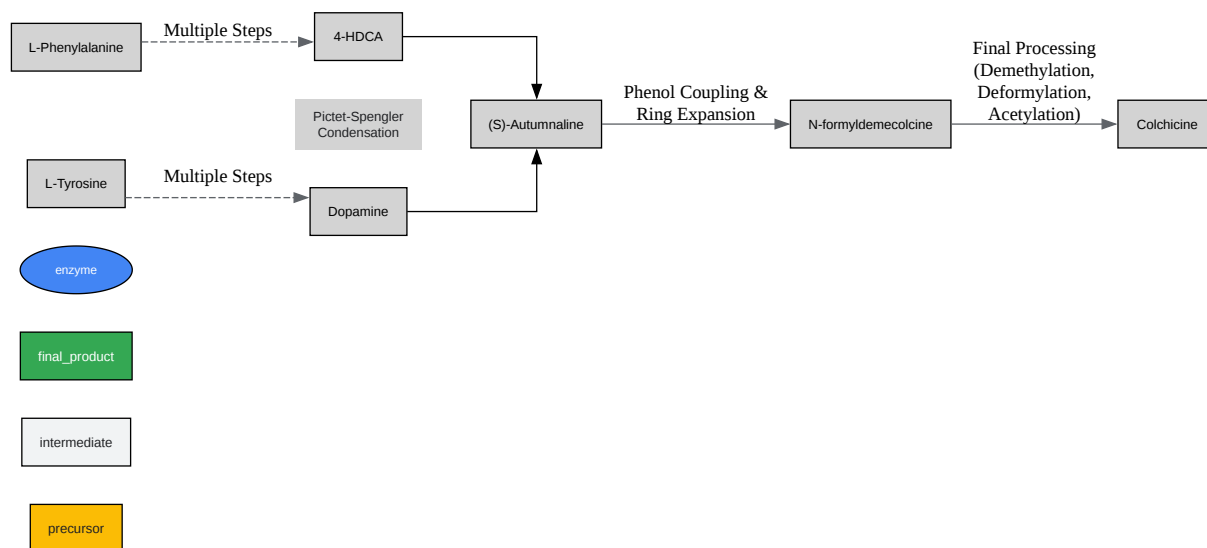 L-Phenylalanine
Multiple Steps
4-HDCA
Pictet-Spengler
Condensation
L-Tyrosine
Multiple Steps
Dopamine
(S)-Autumnaline
Phenol Coupling &
Ring Expansion
N-formyldemecolcine
Final Processing
(Demethylation,
Deformylation,
Acetylation)
Colchicine
enzyme
final_product
intermediate
precursor